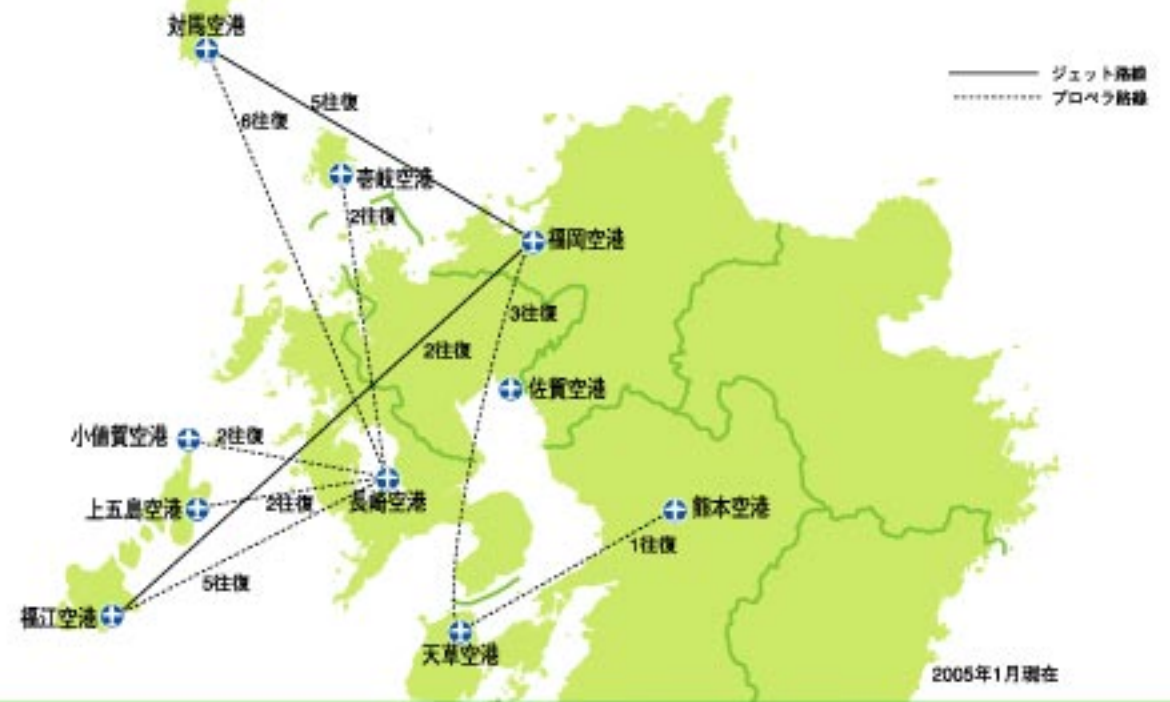 対馬空港
ジェット路線
プロペラ路線
5往復
6往復
壱岐空港
2往復
福岡空港
3往復
2往復
佐賀空港
小値賀空港
2往復
長崎空港
2往復
上五島空港
熊本空港
1往復
5往復
福江空港
天草空港
2005年1月現在